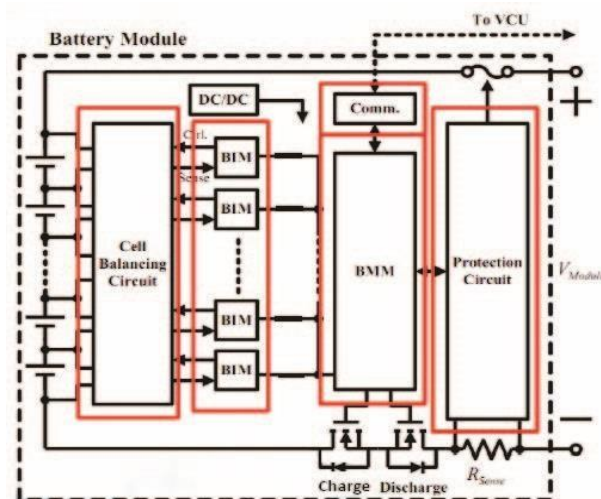 To VCU
Battery Module
DC/DC
Comm.
Ctrl.
Sense
BIM
BIM
BIM
BIM
Cell
Balancing
Circuit
BMM
Protection
Circuit
V_Module
+
−
Charge Discharge
R_Sense